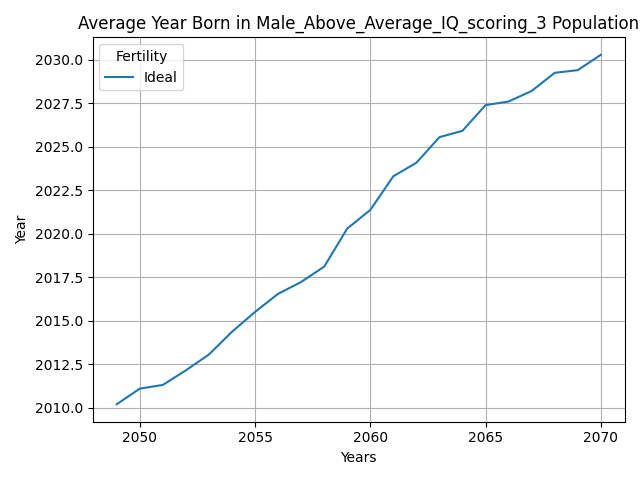 Average Year Born in Male_Above_Average_IQ_scoring_3 Population
Fertility
Ideal
2030.0
2027.5
2025.0
2022.5
2020.0
2017.5
2015.0
2012.5
2010.0
Year
2050
2055
2060
2065
2070
Years